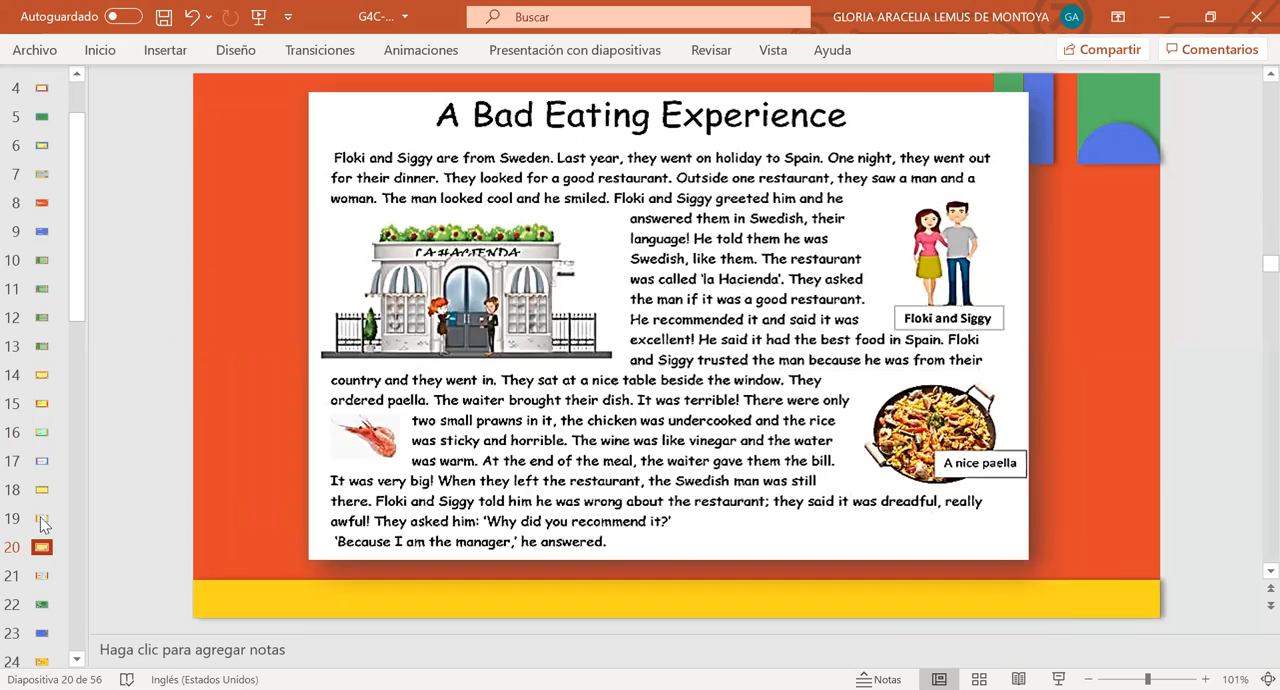 Autoguardado
G4C-...
Buscar
GLORIA ARACELIA LEMUS DE MONTOYA
GA
Archivo
Inicio
Insertar
Diseño
Transiciones
Animaciones
Presentación con diapositivas
Revisar
Vista
Ayuda
Compartir
Comentarios
4
5
6
7
8
9
10
11
12
13
14
15
16
17
18
19
20
21
22
23
24
A Bad Eating Experience
Floki and Siggy are from Sweden. Last year, they went on holiday to Spain. One night, they went out
for their dinner. They looked for a good restaurant. Outside one restaurant, they saw a man and a
woman. The man looked cool and he smiled. Floki and Siggy greeted him and he
answered them in Swedish, their
language! He told them he was
Swedish, like them. The restaurant
was called 'la Hacienda'. They asked
the man if it was a good restaurant.
He recommended it and said it was
excellent! He said it had the best food in Spain. Floki
and Siggy trusted the man because he was from their
country and they went in. They sat at a nice table beside the window. They
ordered paella. The waiter brought their dish. It was terrible! There were only
two small prawns in it, the chicken was undercooked and the rice
was sticky and horrible. The wine was like vinegar and the water
was warm. At the end of the meal, the waiter gave them the bill.
It was very big! When they left the restaurant, the Swedish man was still
there. Floki and Siggy told him he was wrong about the restaurant; they said it was dreadful, really
awful! They asked him: 'Why did you recommend it?'
'Because I am the manager,' he answered.
LA HACIENDA
Floki and Siggy
A nice paella
Haga clic para agregar notas
Diapositiva 20 de 56
Inglés (Estados Unidos)
Notas
101%